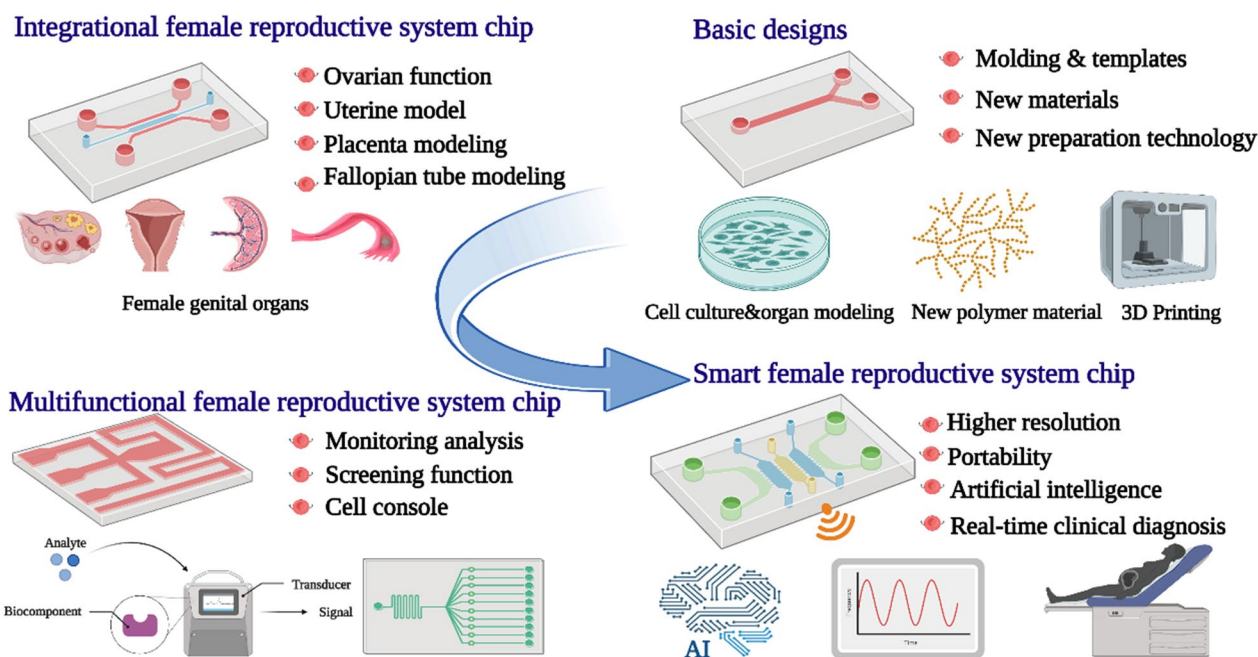 Integrational female reproductive system chip
Ovarian function
Uterine model
Placenta modeling
Fallopian tube modeling
Female genital organs
Basic designs
Molding & templates
New materials
New preparation technology
Cell culture&organ modeling
New polymer material
3D Printing
Multifunctional female reproductive system chip
Monitoring analysis
Screening function
Cell console
Analyte
Biocomponent
Transducer
Signal
Smart female reproductive system chip
Higher resolution
Portability
Artificial intelligence
Real-time clinical diagnosis
AI
Time